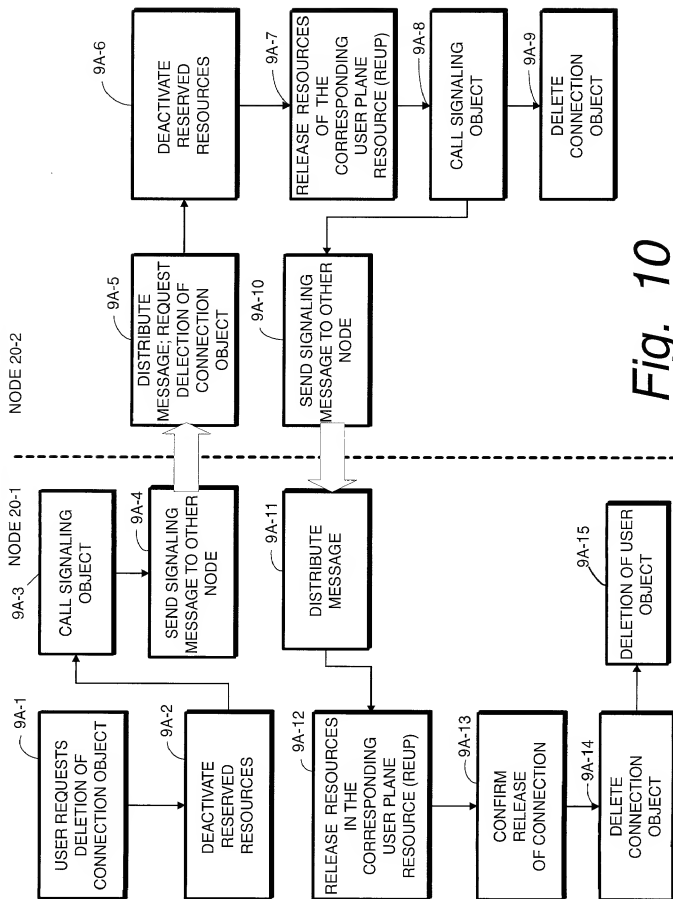 NODE 20-1
NODE 20-2
9A-1
USER REQUESTS
DELETION OF
CONNECTION OBJECT
9A-2
DEACTIVATE
RESERVED
RESOURCES
9A-3
CALL SIGNALING
OBJECT
9A-4
SEND SIGNALING
MESSAGE TO OTHER
NODE
9A-5
DISTRIBUTE
MESSAGE; REQUEST
DELECTION OF
CONNECTION
OBJECT
9A-6
DEACTIVATE
RESERVED
RESOURCES
9A-7
RELEASE RESOURCES
OF THE
CORRESPONDING
USER PLANE
RESOURCE (REUP)
9A-8
CALL SIGNALING
OBJECT
9A-9
DELETE
CONNECTION
OBJECT
9A-10
SEND SIGNALING
MESSAGE TO OTHER
NODE
9A-11
DISTRIBUTE
MESSAGE
9A-12
RELEASE RESOURCES
IN THE
CORRESPONDING
USER PLANE
RESOURCE (REUP)
9A-13
CONFIRM
RELEASE
OF CONNECTION
9A-14
DELETE
CONNECTION
OBJECT
9A-15
DELETION OF USER
OBJECT
Fig. 10